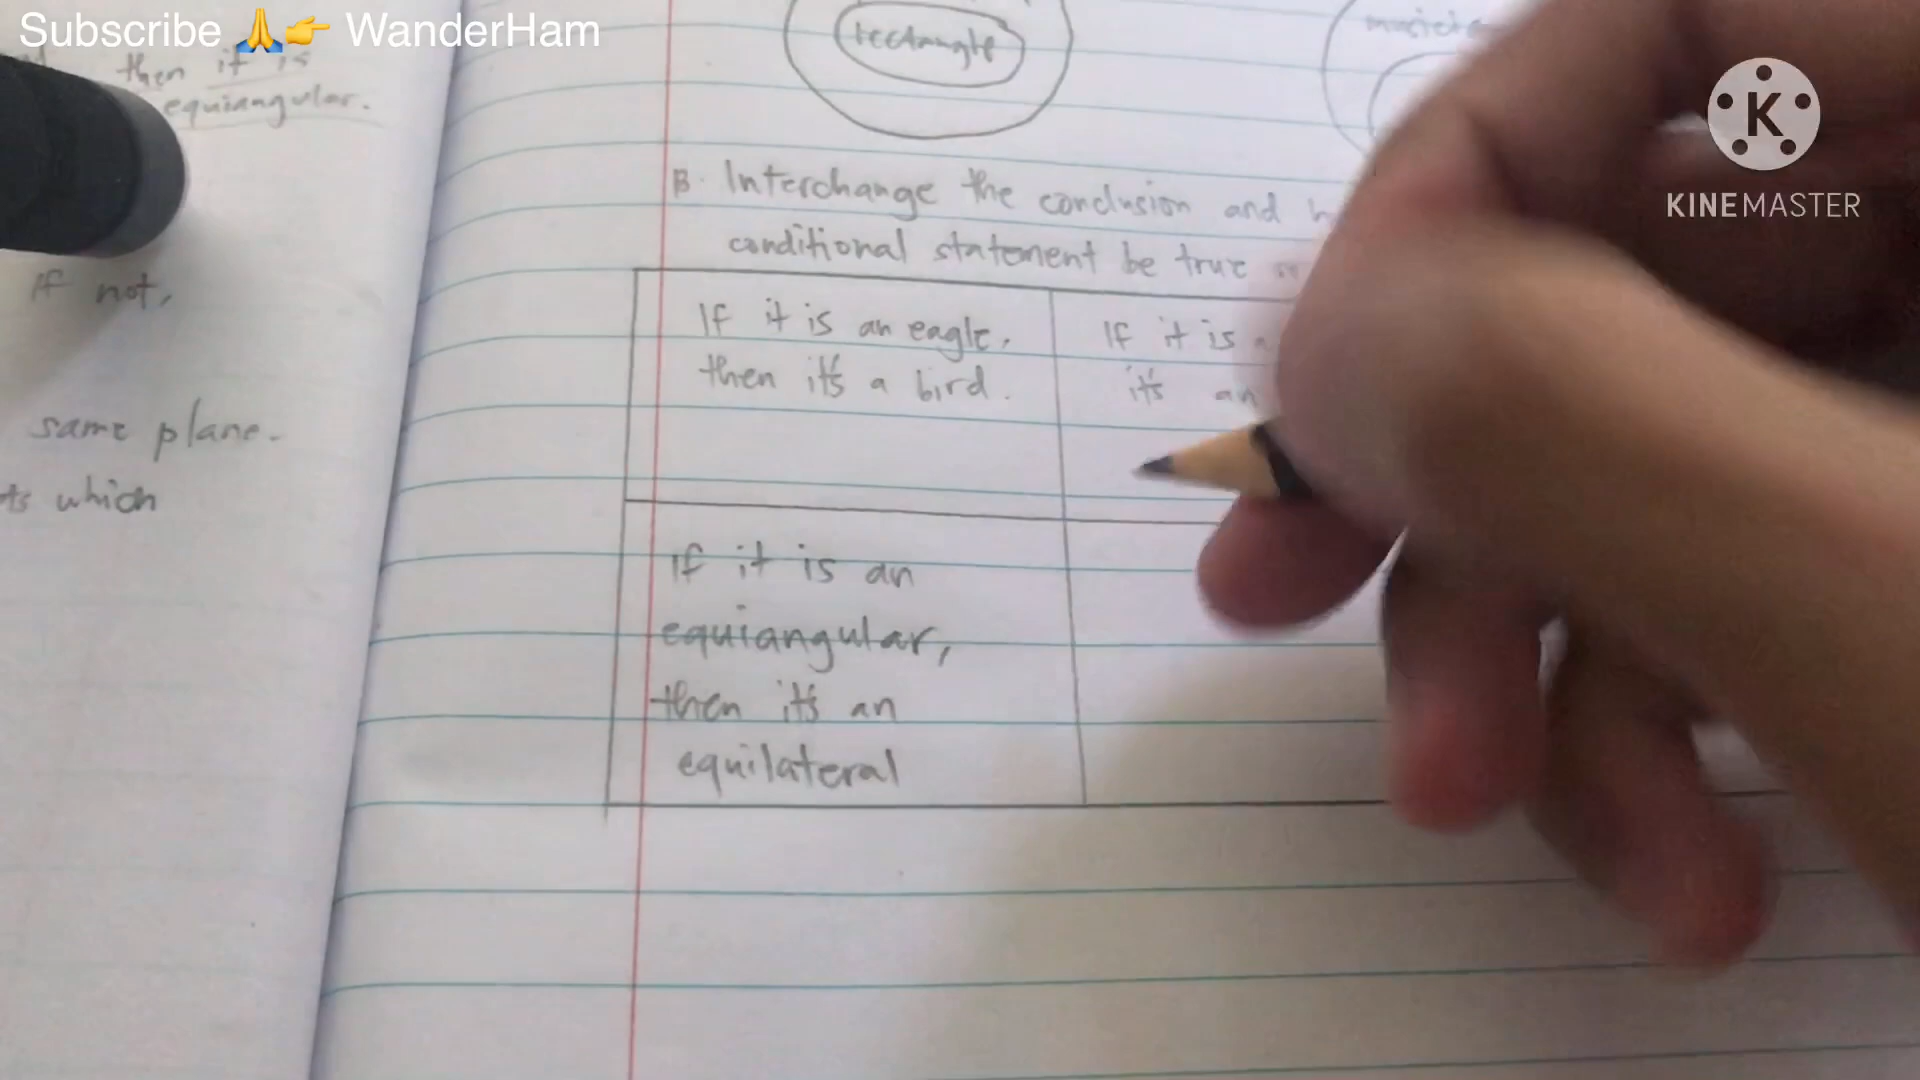 Subscribe 🙏👉 WanderHam
KINEMASTER
then if is
equiangular.
If not,
same plane.
which
rectangle
B. Interchange the conclusion and
conditional statement be true
If it is an eagle,
then it's a bird.
If it is
it's an
If it is an
equiangular,
then it's an
equilateral